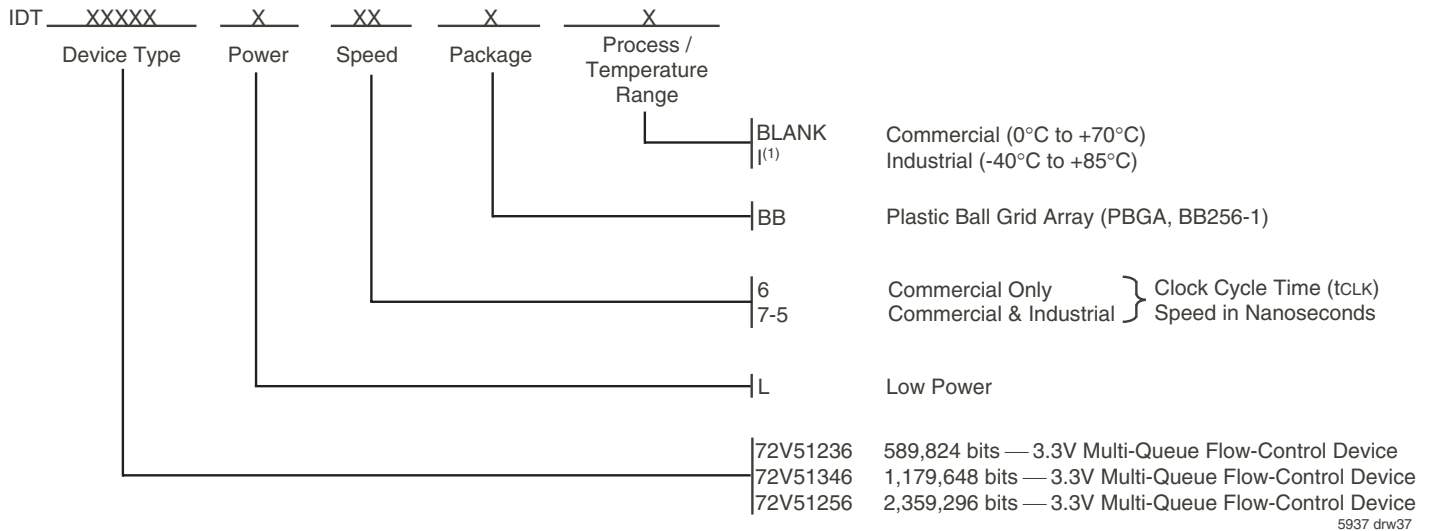 IDT XXXXX X XX X X
Device Type Power Speed Package Process /
Temperature
Range
BLANK Commercial (0°C to +70°C)
I(1) Industrial (-40°C to +85°C)
BB Plastic Ball Grid Array (PBGA, BB256-1)
6 Commercial Only Clock Cycle Time (tCLK)
7-5 Commercial & Industrial Speed in Nanoseconds
L Low Power
72V51236 589,824 bits — 3.3V Multi-Queue Flow-Control Device
72V51346 1,179,648 bits — 3.3V Multi-Queue Flow-Control Device
72V51256 2,359,296 bits — 3.3V Multi-Queue Flow-Control Device
5937 drw37